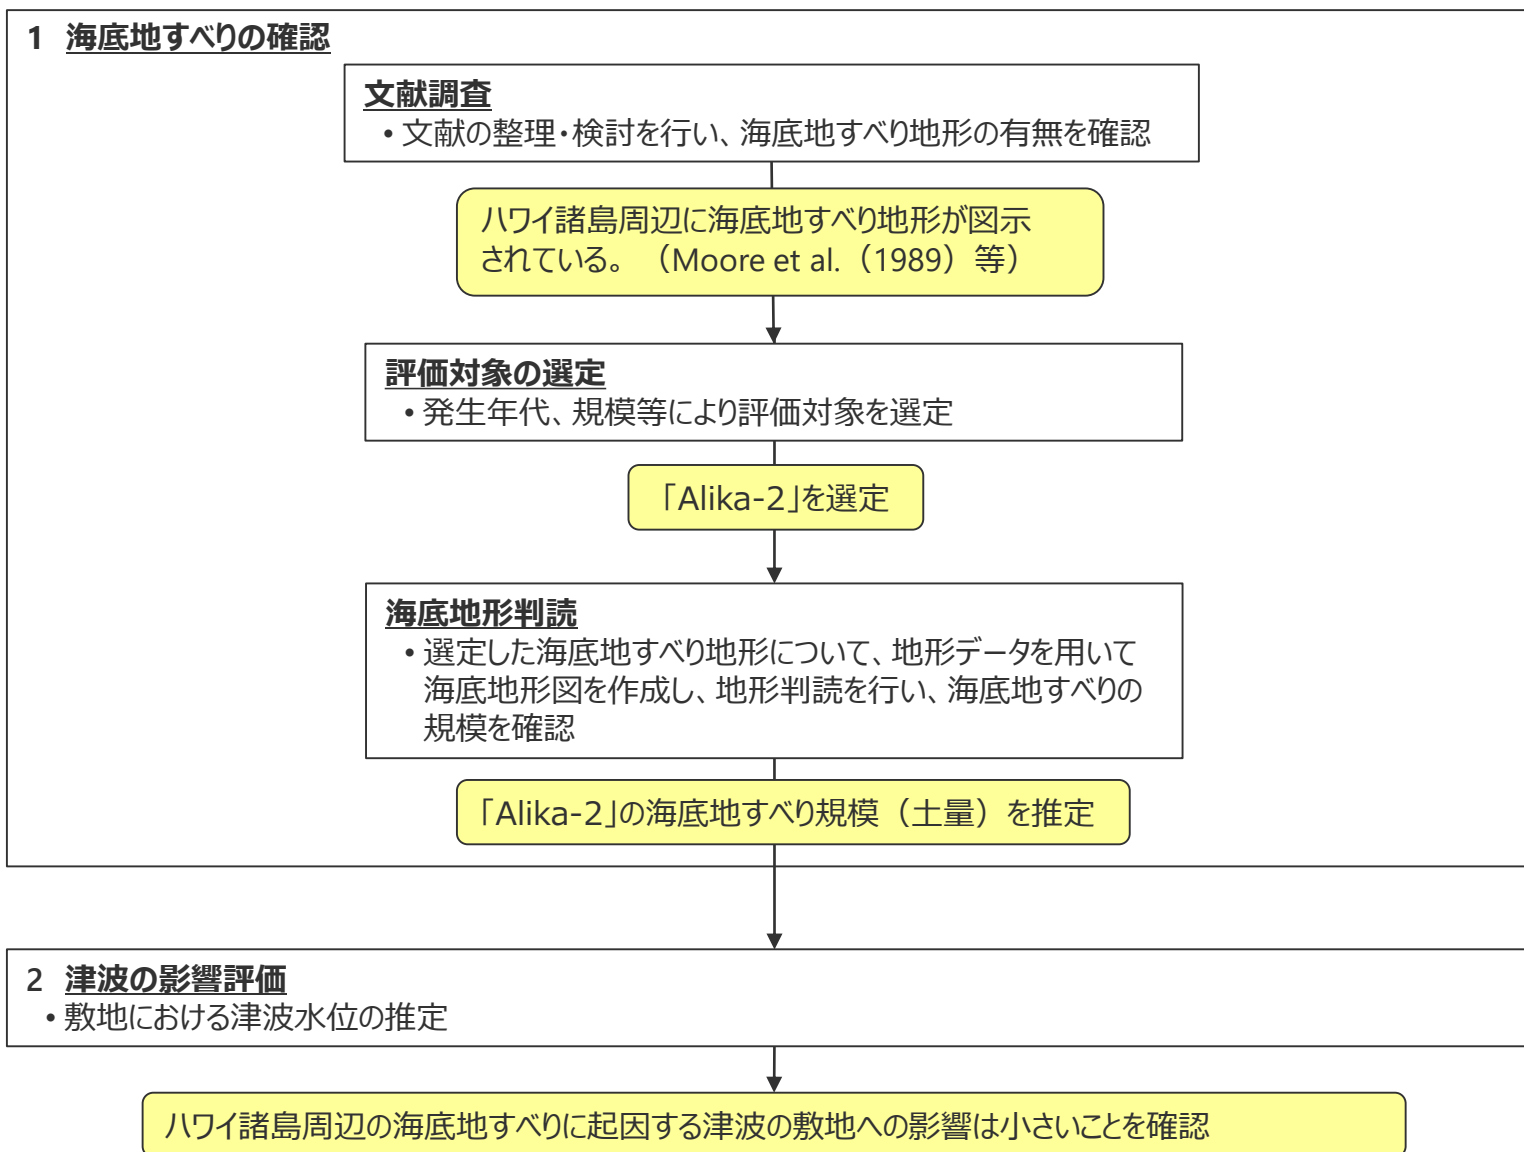 1 海底地すべりの確認
文献調査
• 文献の整理・検討を行い、海底地すべり地形の有無を確認
ハワイ諸島周辺に海底地すべり地形が図示
されている。（Moore et al.（1989）等）
評価対象の選定
• 発生年代、規模等により評価対象を選定
「Alika-2」を選定
海底地形判読
• 選定した海底地すべり地形について、地形データを用いて
海底地形図を作成し、地形判読を行い、海底地すべりの
規模を確認
「Alika-2」の海底地すべり規模（土量）を推定
2 津波の影響評価
• 敷地における津波水位の推定
ハワイ諸島周辺の海底地すべりに起因する津波の敷地への影響は小さいことを確認